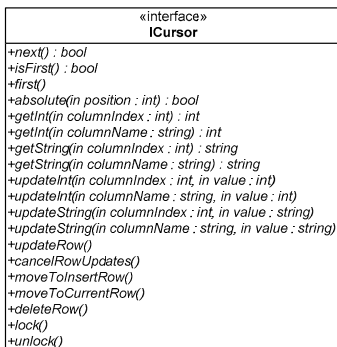 «interface»
ICursor
+next() : bool
+isFirst() : bool
+first()
+absolute(in position : int) : bool
+getInt(in columnIndex : int) : int
+getInt(in columnName : string) : int
+getString(in columnIndex : int) : string
+getString(in columnName : string) : string
+updateInt(in columnIndex : int, in value : int)
+updateInt(in columnName : string, in value : int)
+updateString(in columnIndex : int, in value : string)
+updateString(in columnName : string, in value : string)
+updateRow()
+cancelRowUpdates()
+moveToInsertRow()
+moveToCurrentRow()
+deleteRow()
+lock()
+unlock()